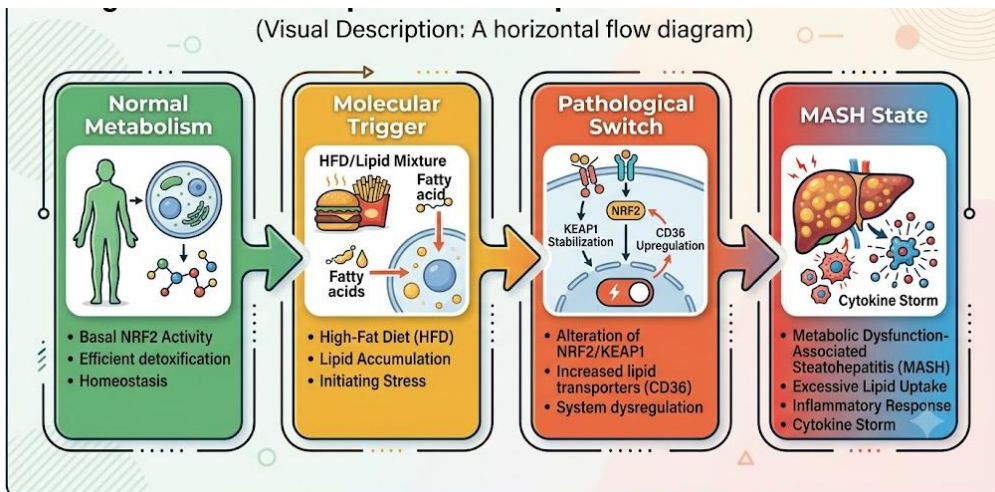 (Visual Description: A horizontal flow diagram)
Normal
Metabolism
• Basal NRF2 Activity
• Efficient detoxification
• Homeostasis
Molecular
Trigger
HFD/Lipid Mixture
Fatty
acid
Fatty
acids
• High-Fat Diet (HFD)
• Lipid Accumulation
• Initiating Stress
Pathological
Switch
NRF2
KEAP1
Stabilization
CD36
Upregulation
• Alteration of
NRF2/KEAP1
• Increased lipid
transporters (CD36)
• System dysregulation
MASH State
Cytokine Storm
• Metabolic Dysfunction-
Associated
Steatohepatitis (MASH)
• Excessive Lipid Uptake
• Inflammatory Response
• Cytokine Storm